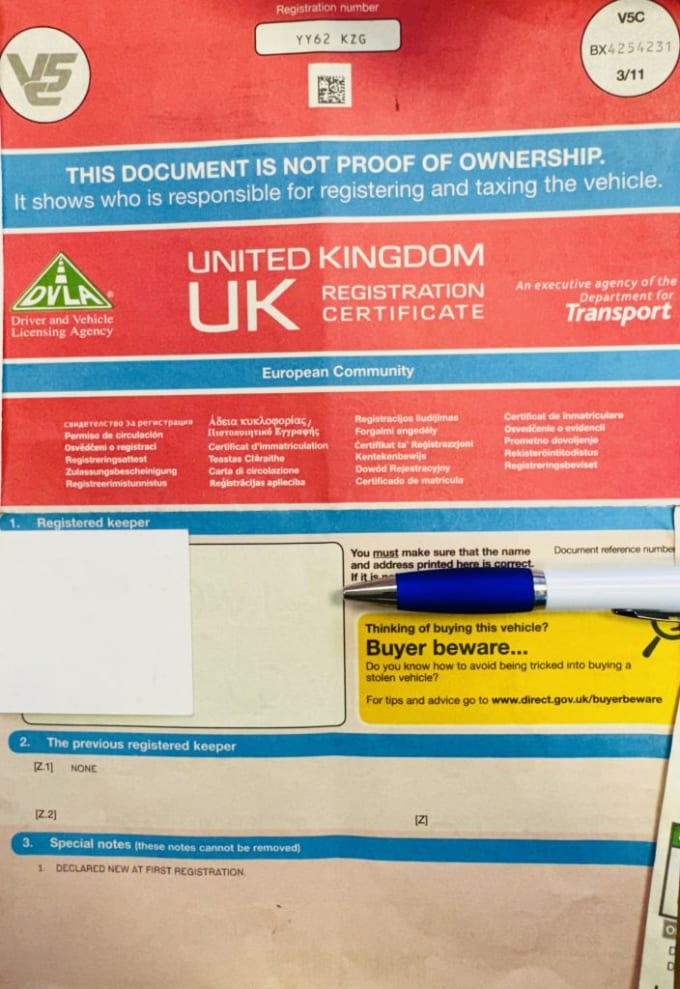 Registration number
YY62 KZG
V5C
V5C
BX4254231
3/11
THIS DOCUMENT IS NOT PROOF OF OWNERSHIP.
It shows who is responsible for registering and taxing the vehicle.
DVLA
Driver and Vehicle
Licensing Agency
UNITED KINGDOM
UK REGISTRATION
CERTIFICATE
An executive agency of the
Department for
Transport
European Community
свидетелство за регистрация
Permiso de circulación
Osvědčení o registraci
Registreringsattest
Zulassungsbescheinigung
Registreerimistunnistus
Άδεια κυκλοφορίας/
Πιστοποιητικό Εγγραφής
Certificat d'immatriculation
Teastas Cláraithe
Carta di circolazione
Reģistrācijas apliecība
Registracijos liudijimas
Forgalmi engedély
Ċertifikat ta' Reġistrazzjoni
Kentekenbewijs
Dowód Rejestracyjny
Certificado de matrícula
Certificat de înmatriculare
Osvedčenie o evidencii
Prometno dovoljenje
Rekisteröintitodistus
Registreringsbeviset
1. Registered keeper
You must make sure that the name
and address printed here is correct.
If it is
Document reference number
Thinking of buying this vehicle?
Buyer beware...
Do you know how to avoid being tricked into buying a
stolen vehicle?
For tips and advice go to www.direct.gov.uk/buyerbeware
2. The previous registered keeper
[Z.1] NONE
[Z.2]
[Z]
3. Special notes (these notes cannot be removed)
1. DECLARED NEW AT FIRST REGISTRATION.